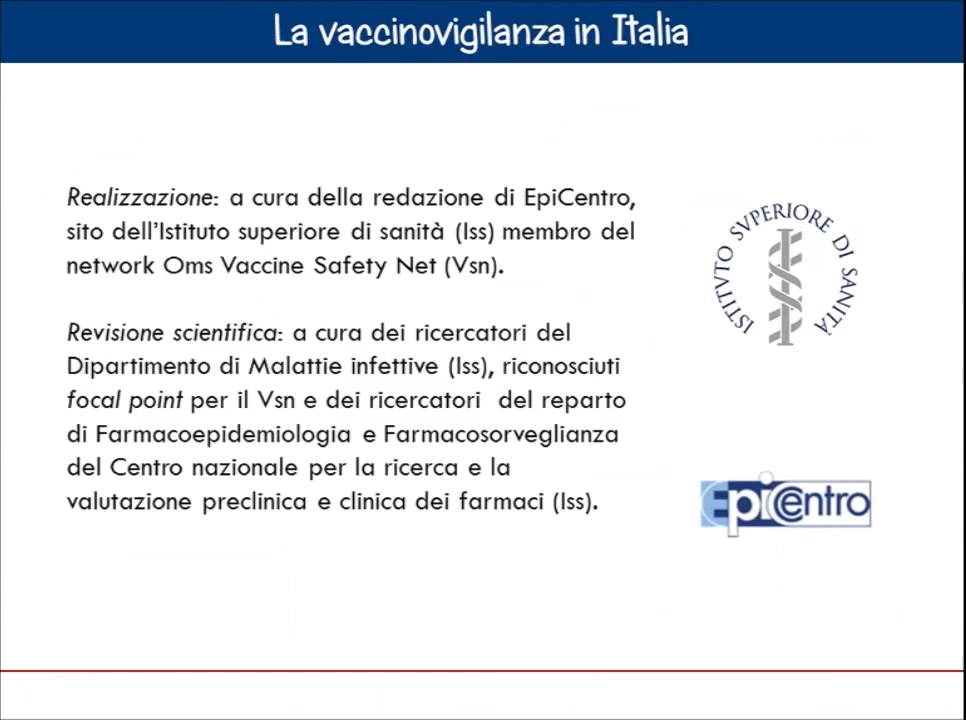 La vaccinovigilanza in Italia
Realizzazione: a cura della redazione di EpiCentro,
sito dell'Istituto superiore di sanità (Iss) membro del
network Oms Vaccine Safety Net (Vsn).
Revisione scientifica: a cura dei ricercatori del
Dipartimento di Malattie infettive (Iss), riconosciuti
focal point per il Vsn e dei ricercatori del reparto
di Farmacoepidemiologia e Farmacosorveglianza
del Centro nazionale per la ricerca e la
valutazione preclinica e clinica dei farmaci (Iss).
ISTITVTO SVPERIORE DI SANITÀ
EpiCentro